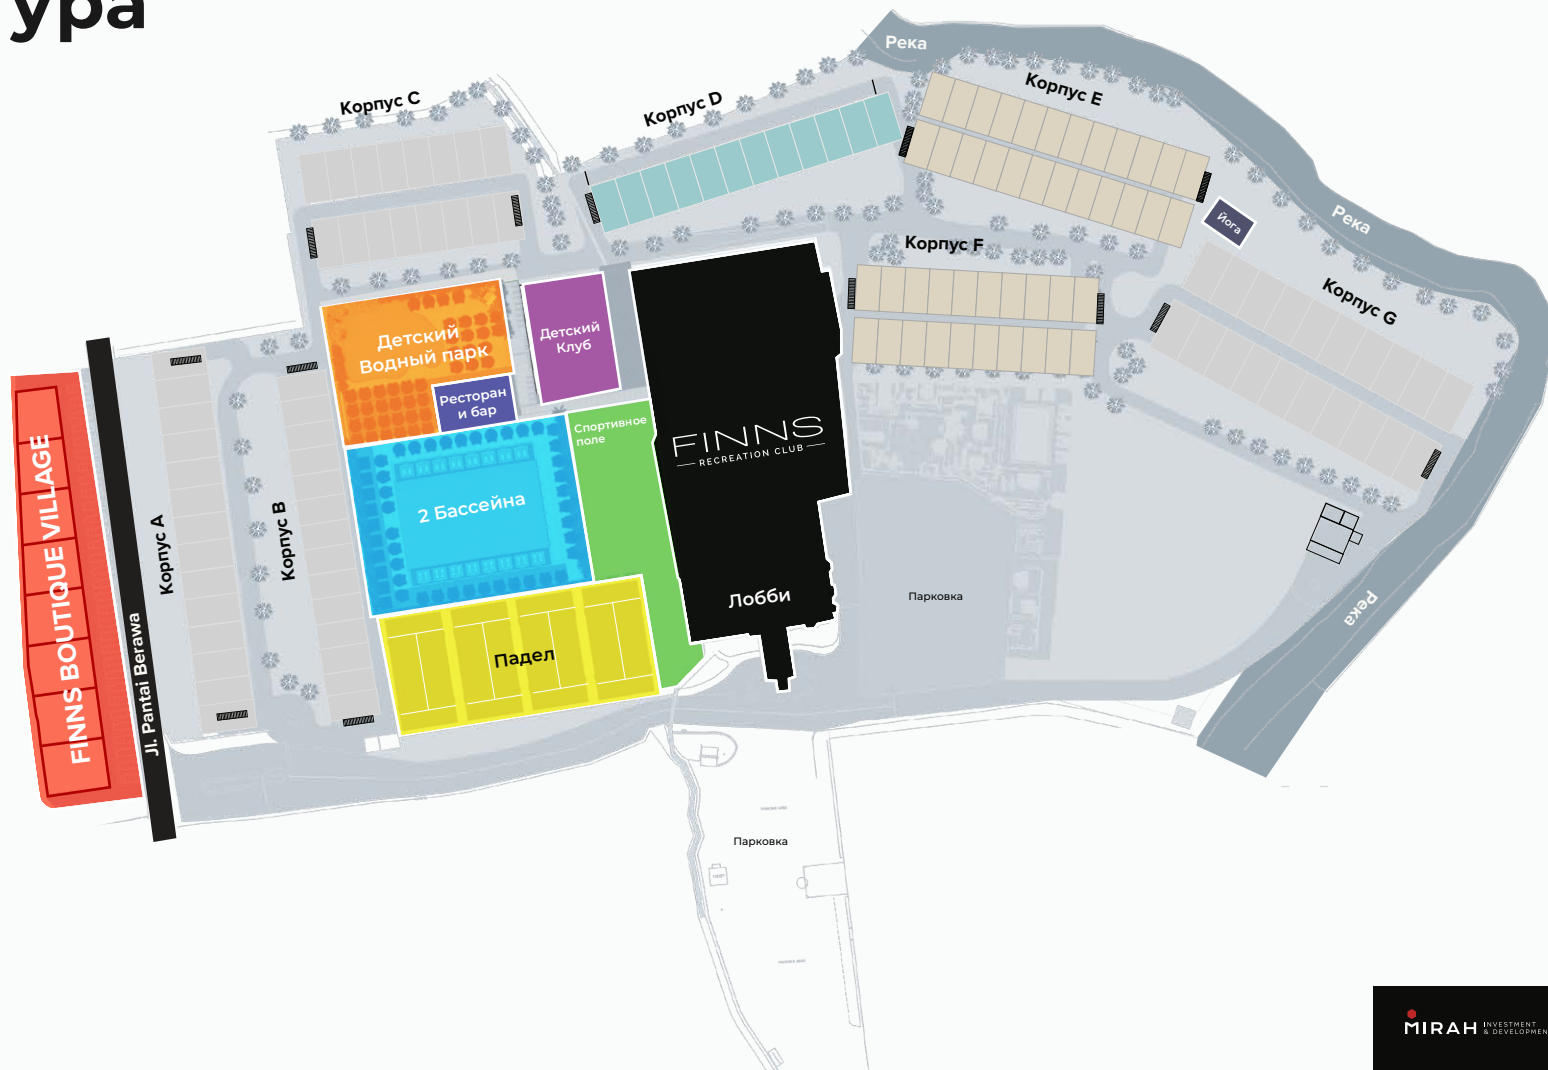 ура
Река
Корпус C
Корпус D
Корпус E
Река
Йога
Корпус F
Корпус G
Детский
Водный парк
Детский
Клуб
Ресторан
и бар
Спортивное
поле
FINNS
RECREATION CLUB
2 Бассейна
FINNS BOUTIQUE VILLAGE
Jl. Pantai Berawa
Корпус A
Корпус B
Падел
Лобби
Парковка
Река
Парковка
MIRAH INVESTMENT
& DEVELOPMEN